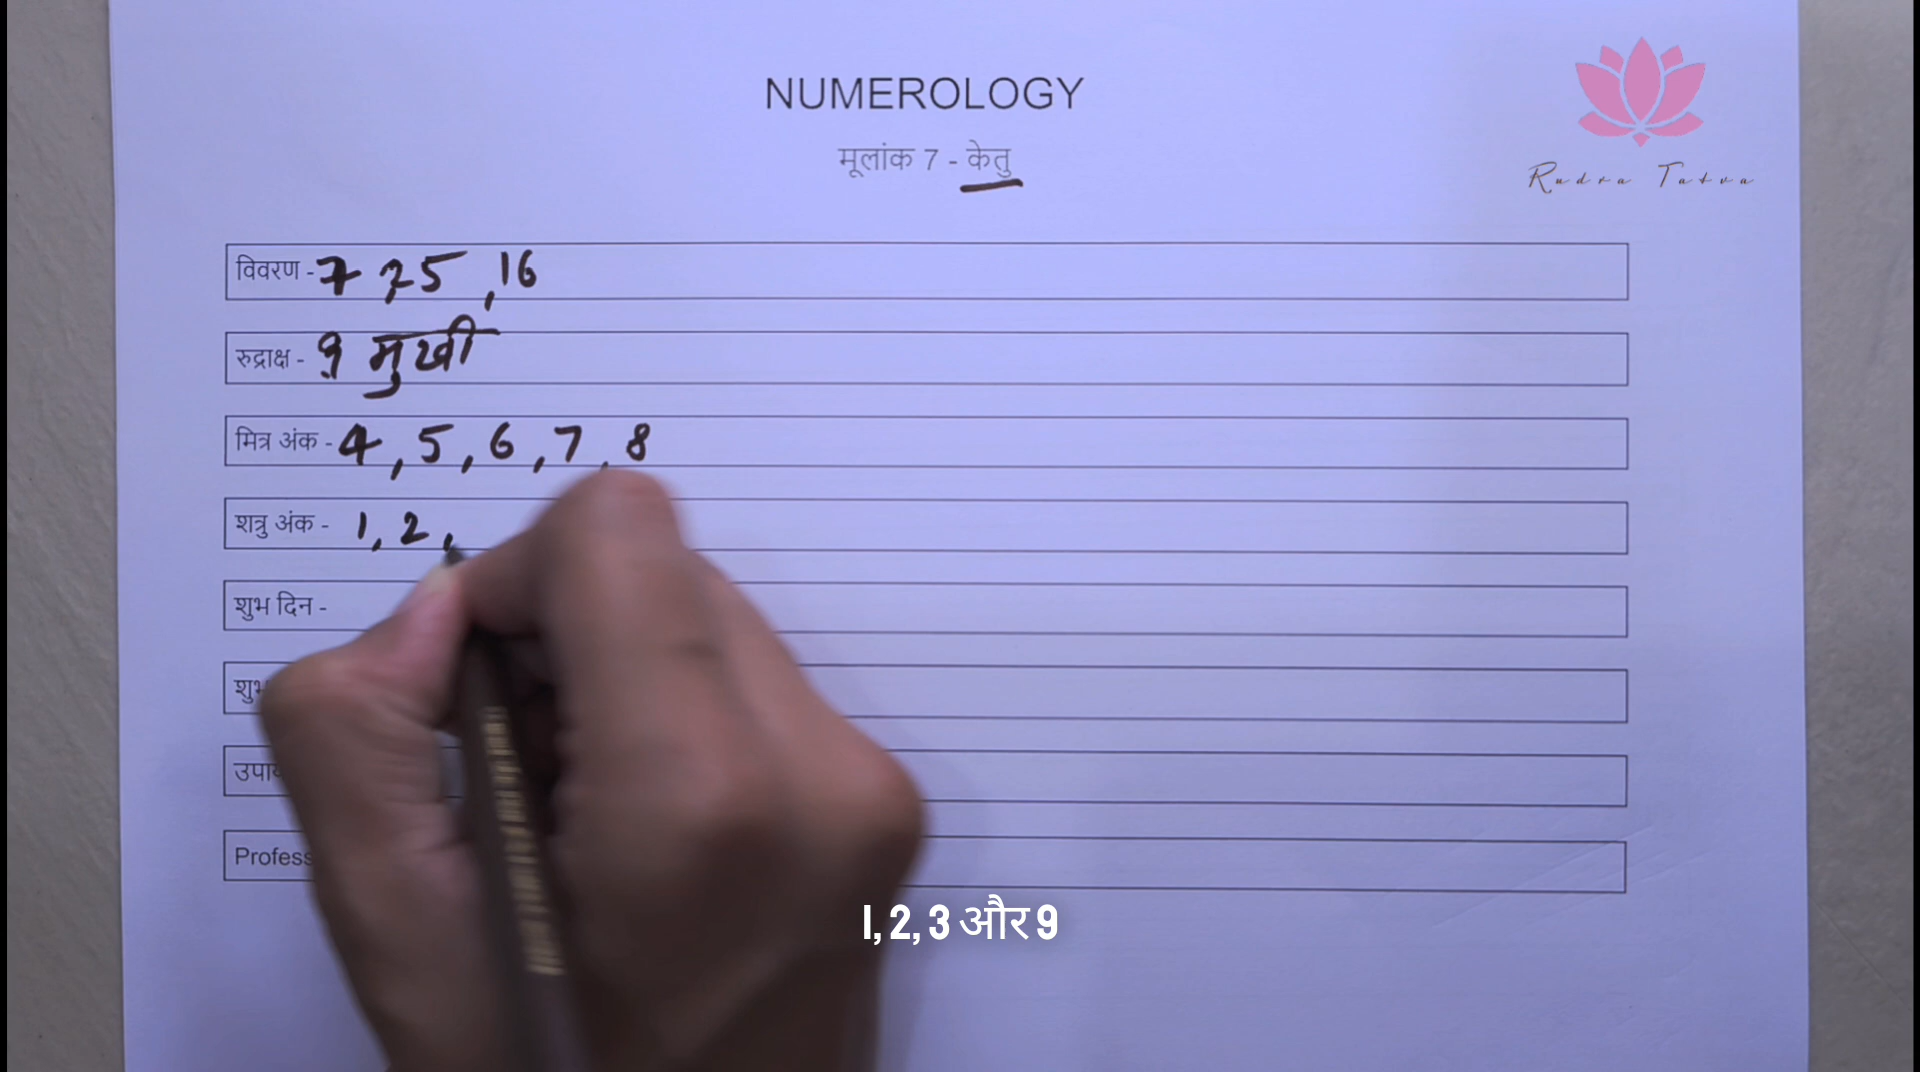 NUMEROLOGY
मूलांक 7 - केतु
Rudra Tatva
विवरण - 7 25, 16
रुद्राक्ष - 9 मुखी
मित्र अंक - 4, 5, 6, 7, 8
शत्रु अंक - 1, 2,
शुभ दिन -
1, 2, 3 और 9